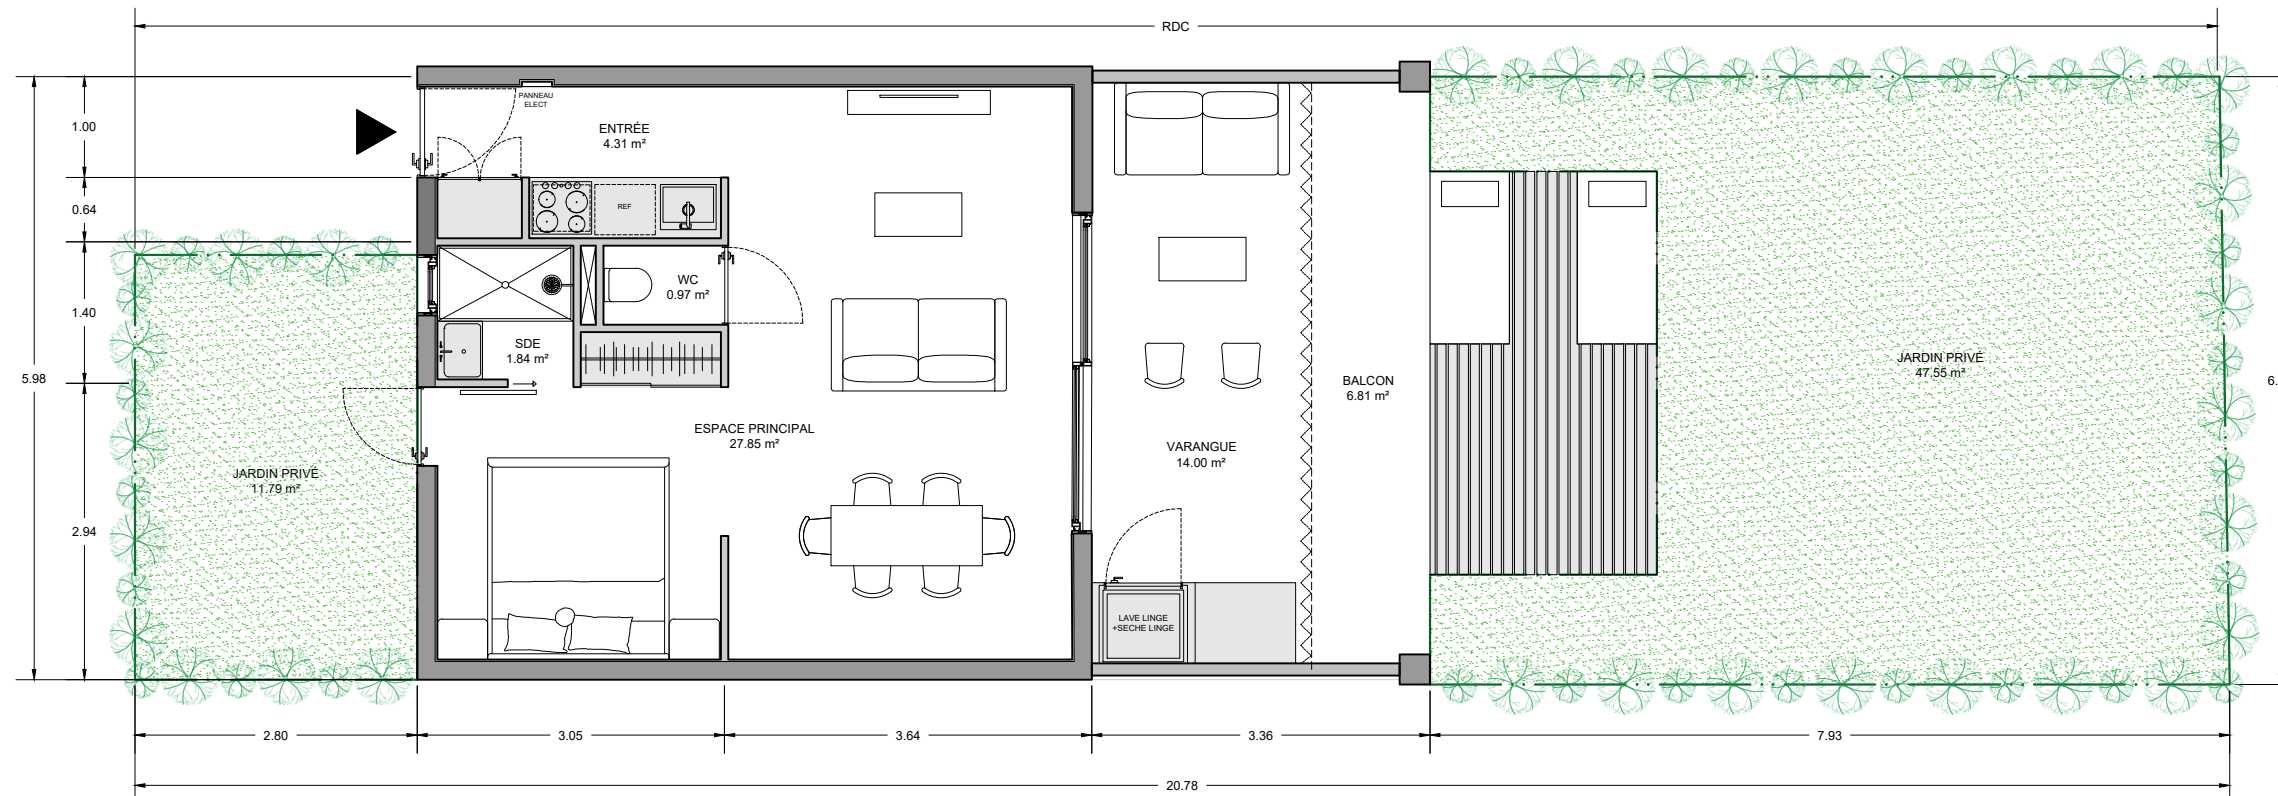 RDC
1.00
0.64
1.40
5.98
2.94
PANNEAU
ELECT
ENTRÉE
4.31 m²
REF
WC
0.97 m²
SDE
1.84 m²
ESPACE PRINCIPAL
27.85 m²
JARDIN PRIVÉ
11.79 m²
VARANGUE
14.00 m²
BALCON
6.81 m²
LAVE LINGE
+SECHE LINGE
JARDIN PRIVÉ
47.55 m²
6.
2.80
3.05
3.64
3.36
7.93
20.78